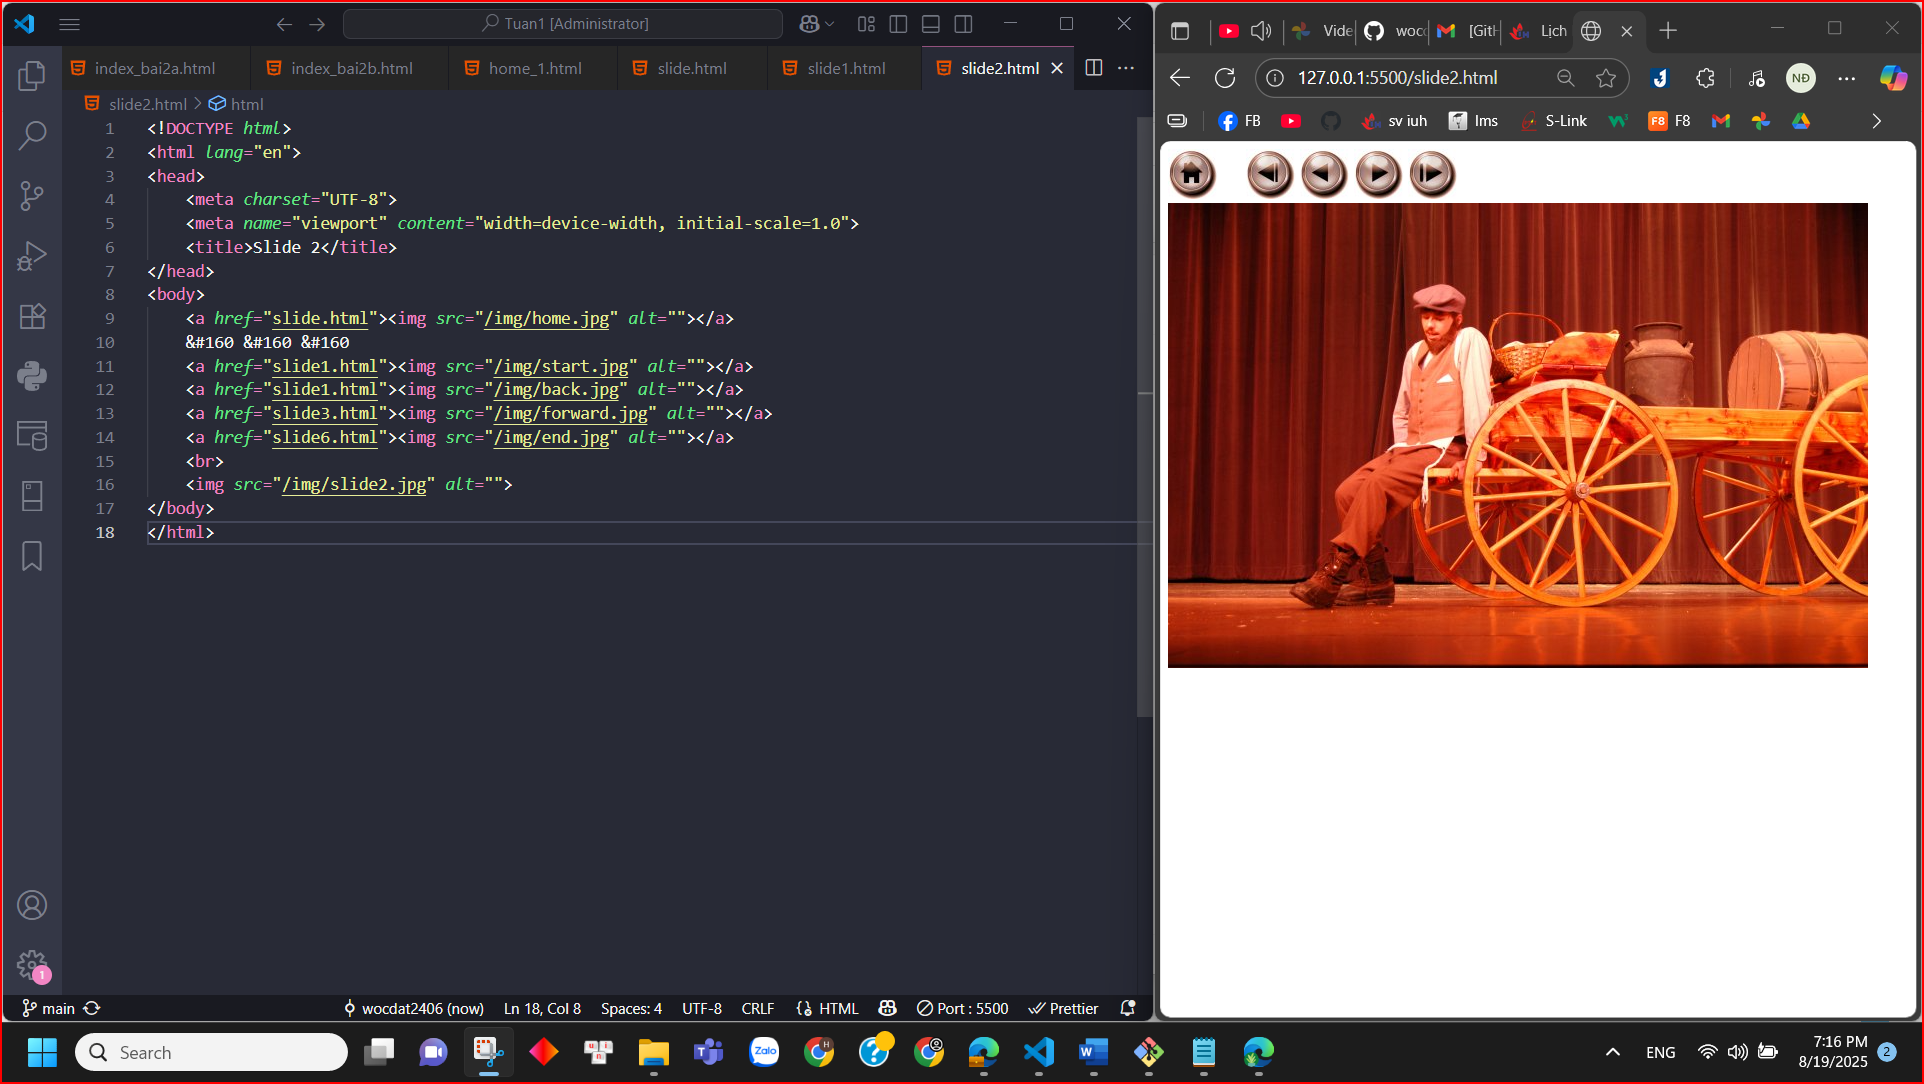 Tuan1 [Administrator]
index_bai2a.html
index_bai2b.html
home_1.html
slide.html
slide1.html
slide2.html
slide2.html > html
1 <!DOCTYPE html>
2 <html lang="en">
3 <head>
4 <meta charset="UTF-8">
5 <meta name="viewport" content="width=device-width, initial-scale=1.0">
6 <title>Slide 2</title>
7 </head>
8 <body>
9 <a href="slide.html"><img src="/img/home.jpg" alt=""></a>
10 &#160 &#160 &#160
11 <a href="slide1.html"><img src="/img/start.jpg" alt=""></a>
12 <a href="slide1.html"><img src="/img/back.jpg" alt=""></a>
13 <a href="slide3.html"><img src="/img/forward.jpg" alt=""></a>
14 <a href="slide6.html"><img src="/img/end.jpg" alt=""></a>
15 <br>
16 <img src="/img/slide2.jpg" alt="">
17 </body>
18 </html>
1
main
wocdat2406 (now)
Ln 18, Col 8
Spaces: 4
UTF-8
CRLF
HTML
Port : 5500
Prettier
Vide
wocc
[GitH
Lịch
127.0.0.1:5500/slide2.html
NĐ
FB
sv iuh
lms
S-Link
F8 F8
Search
Zalo
ENG
7:16 PM
8/19/2025
2